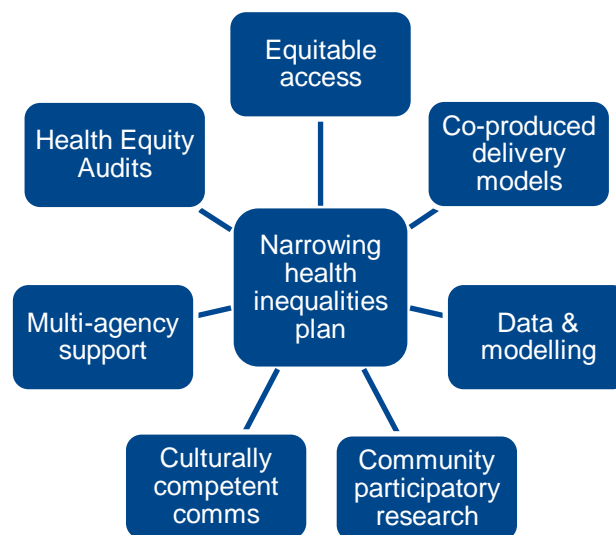 Equitable
access
Health Equity
Audits
Co-produced
delivery
models
Narrowing
health
inequalities
plan
Multi-agency
support
Data &
modelling
Culturally
competent
comms
Community
participatory
research